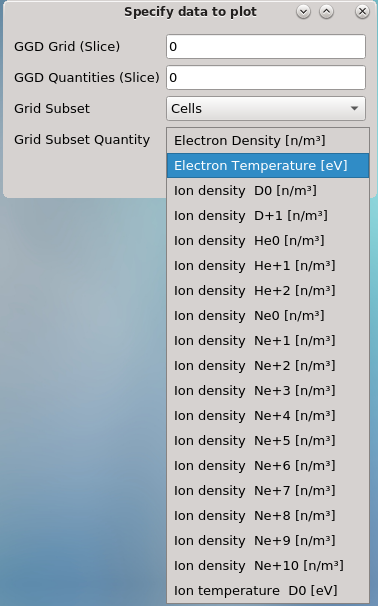 Specify data to plot
GGD Grid (Slice) 0
GGD Quantities (Slice) 0
Grid Subset Cells
Grid Subset Quantity Electron Density [n/m³]
Electron Temperature [eV]
Ion density  D0 [n/m³]
Ion density  D+1 [n/m³]
Ion density  He0 [n/m³]
Ion density  He+1 [n/m³]
Ion density  He+2 [n/m³]
Ion density  Ne0 [n/m³]
Ion density  Ne+1 [n/m³]
Ion density  Ne+2 [n/m³]
Ion density  Ne+3 [n/m³]
Ion density  Ne+4 [n/m³]
Ion density  Ne+5 [n/m³]
Ion density  Ne+6 [n/m³]
Ion density  Ne+7 [n/m³]
Ion density  Ne+8 [n/m³]
Ion density  Ne+9 [n/m³]
Ion density  Ne+10 [n/m³]
Ion temperature  D0 [eV]